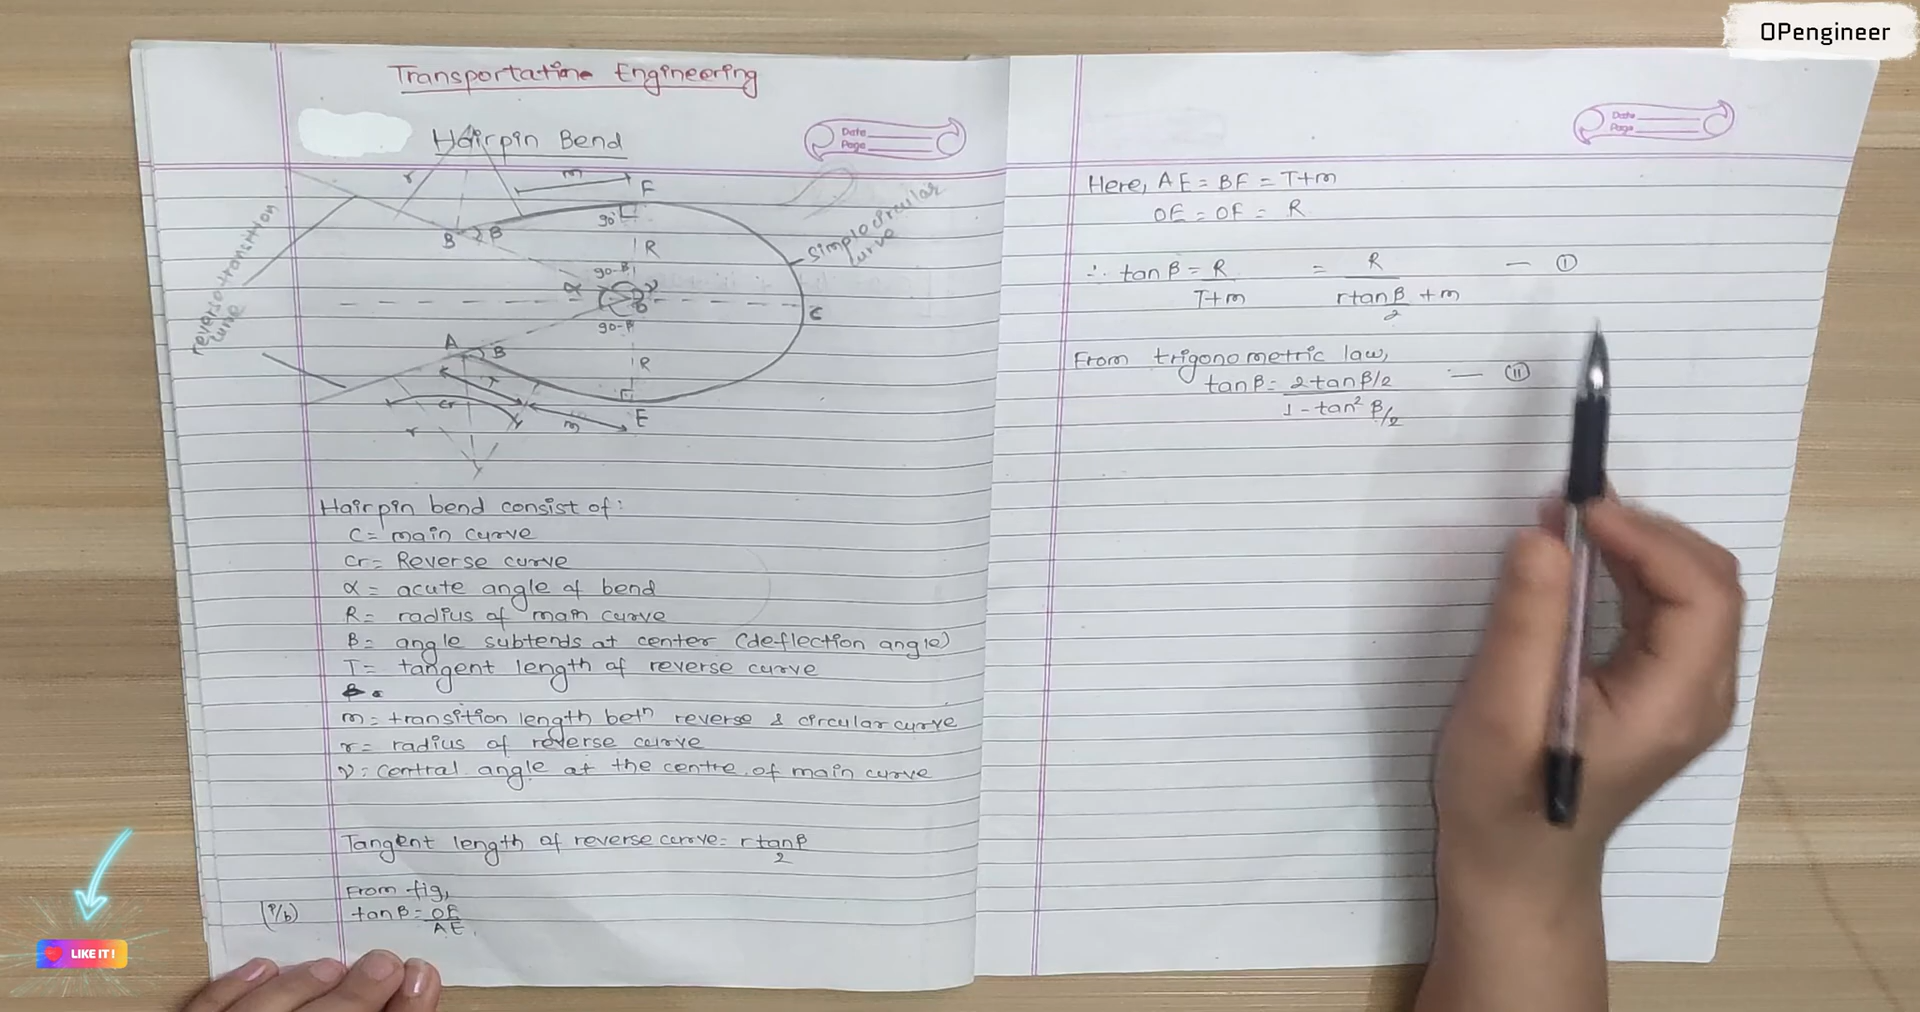 OPengineer
Transportation Engineering
Hairpin Bend
Date
Page
r
m
F
90°
B
β
R
simple circular
curve
reverse transition
curve
90-β
α
γ
O
C
90-β
A
β
R
T
cr
m
E
r
Hairpin bend consist of:
C= main curve
Cr= Reverse curve
α= acute angle of bend
R= radius of main curve
β= angle subtends at center (deflection angle)
T= tangent length of reverse curve
m= transition length betn reverse & circular curve
r= radius of reverse curve
γ= central angle at the centre of main curve
Tangent length of reverse curve= r tan β/2
From fig,
(P/b) tan β = OE/AE
Date
Page
Here, AE = BF = T+m
OE = OF = R
∴ tan β = R/(T+m) = R/(r tan β/2 + m) — ①
From trigonometric law,
tan β = 2 tan β/2 / (1 - tan² β/2) — ⑪
LIKE IT!